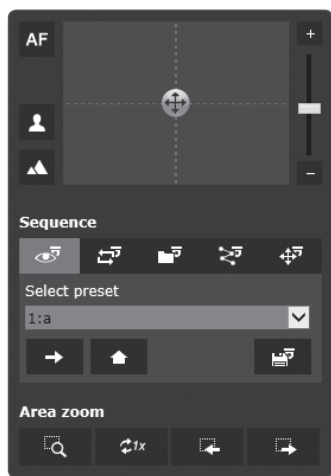 AF
+
-
Sequence
Select preset
1:a
Area zoom
1x